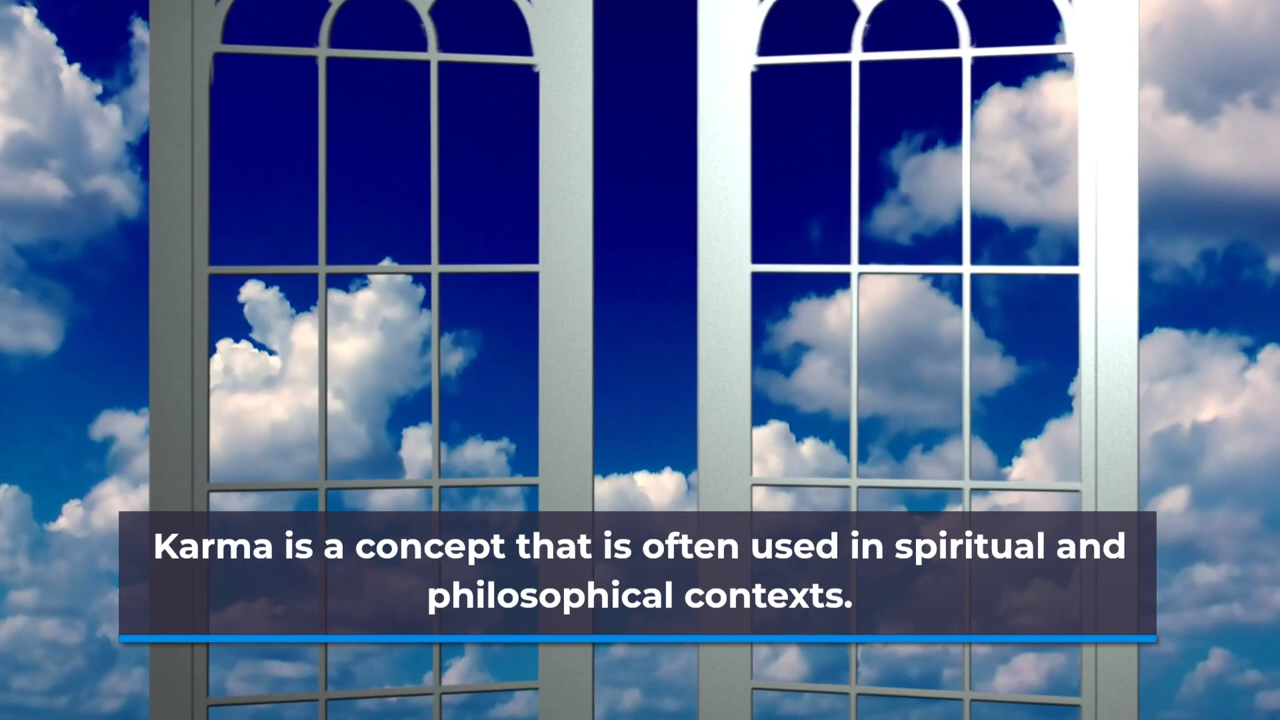 Karma is a concept that is often used in spiritual and
philosophical contexts.